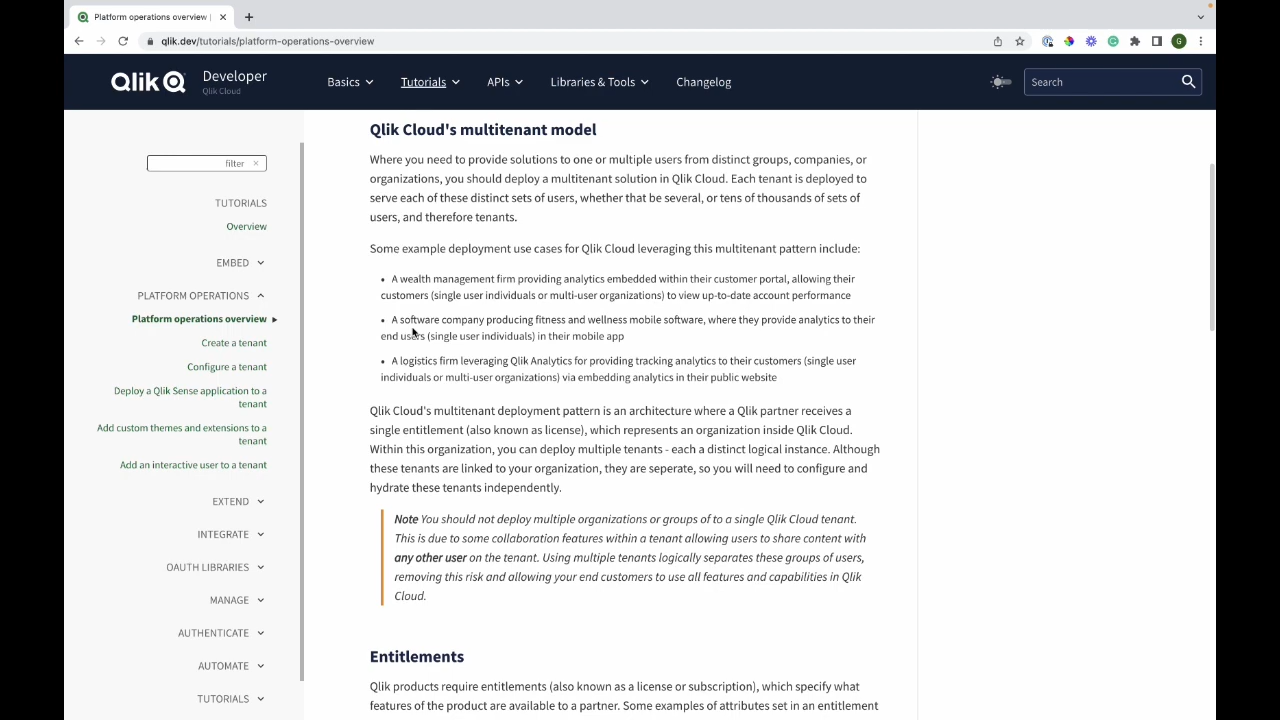 Platform operations overview |
qlik.dev/tutorials/platform-operations-overview
G
Qlik
Developer
Qlik Cloud
Basics
Tutorials
APIs
Libraries & Tools
Changelog
Search
filter
TUTORIALS
Overview
EMBED
PLATFORM OPERATIONS
Platform operations overview
Create a tenant
Configure a tenant
Deploy a Qlik Sense application to a
tenant
Add custom themes and extensions to a
tenant
Add an interactive user to a tenant
EXTEND
INTEGRATE
OAUTH LIBRARIES
MANAGE
AUTHENTICATE
AUTOMATE
TUTORIALS
Qlik Cloud's multitenant model
Where you need to provide solutions to one or multiple users from distinct groups, companies, or
organizations, you should deploy a multitenant solution in Qlik Cloud. Each tenant is deployed to
serve each of these distinct sets of users, whether that be several, or tens of thousands of sets of
users, and therefore tenants.
Some example deployment use cases for Qlik Cloud leveraging this multitenant pattern include:
• A wealth management firm providing analytics embedded within their customer portal, allowing their
customers (single user individuals or multi-user organizations) to view up-to-date account performance
• A software company producing fitness and wellness mobile software, where they provide analytics to their
end users (single user individuals) in their mobile app
• A logistics firm leveraging Qlik Analytics for providing tracking analytics to their customers (single user
individuals or multi-user organizations) via embedding analytics in their public website
Qlik Cloud's multitenant deployment pattern is an architecture where a Qlik partner receives a
single entitlement (also known as license), which represents an organization inside Qlik Cloud.
Within this organization, you can deploy multiple tenants - each a distinct logical instance. Although
these tenants are linked to your organization, they are seperate, so you will need to configure and
hydrate these tenants independently.
Note You should not deploy multiple organizations or groups of to a single Qlik Cloud tenant.
This is due to some collaboration features within a tenant allowing users to share content with
any other user on the tenant. Using multiple tenants logically separates these groups of users,
removing this risk and allowing your end customers to use all features and capabilities in Qlik
Cloud.
Entitlements
Qlik products require entitlements (also known as a license or subscription), which specify what
features of the product are available to a partner. Some examples of attributes set in an entitlement